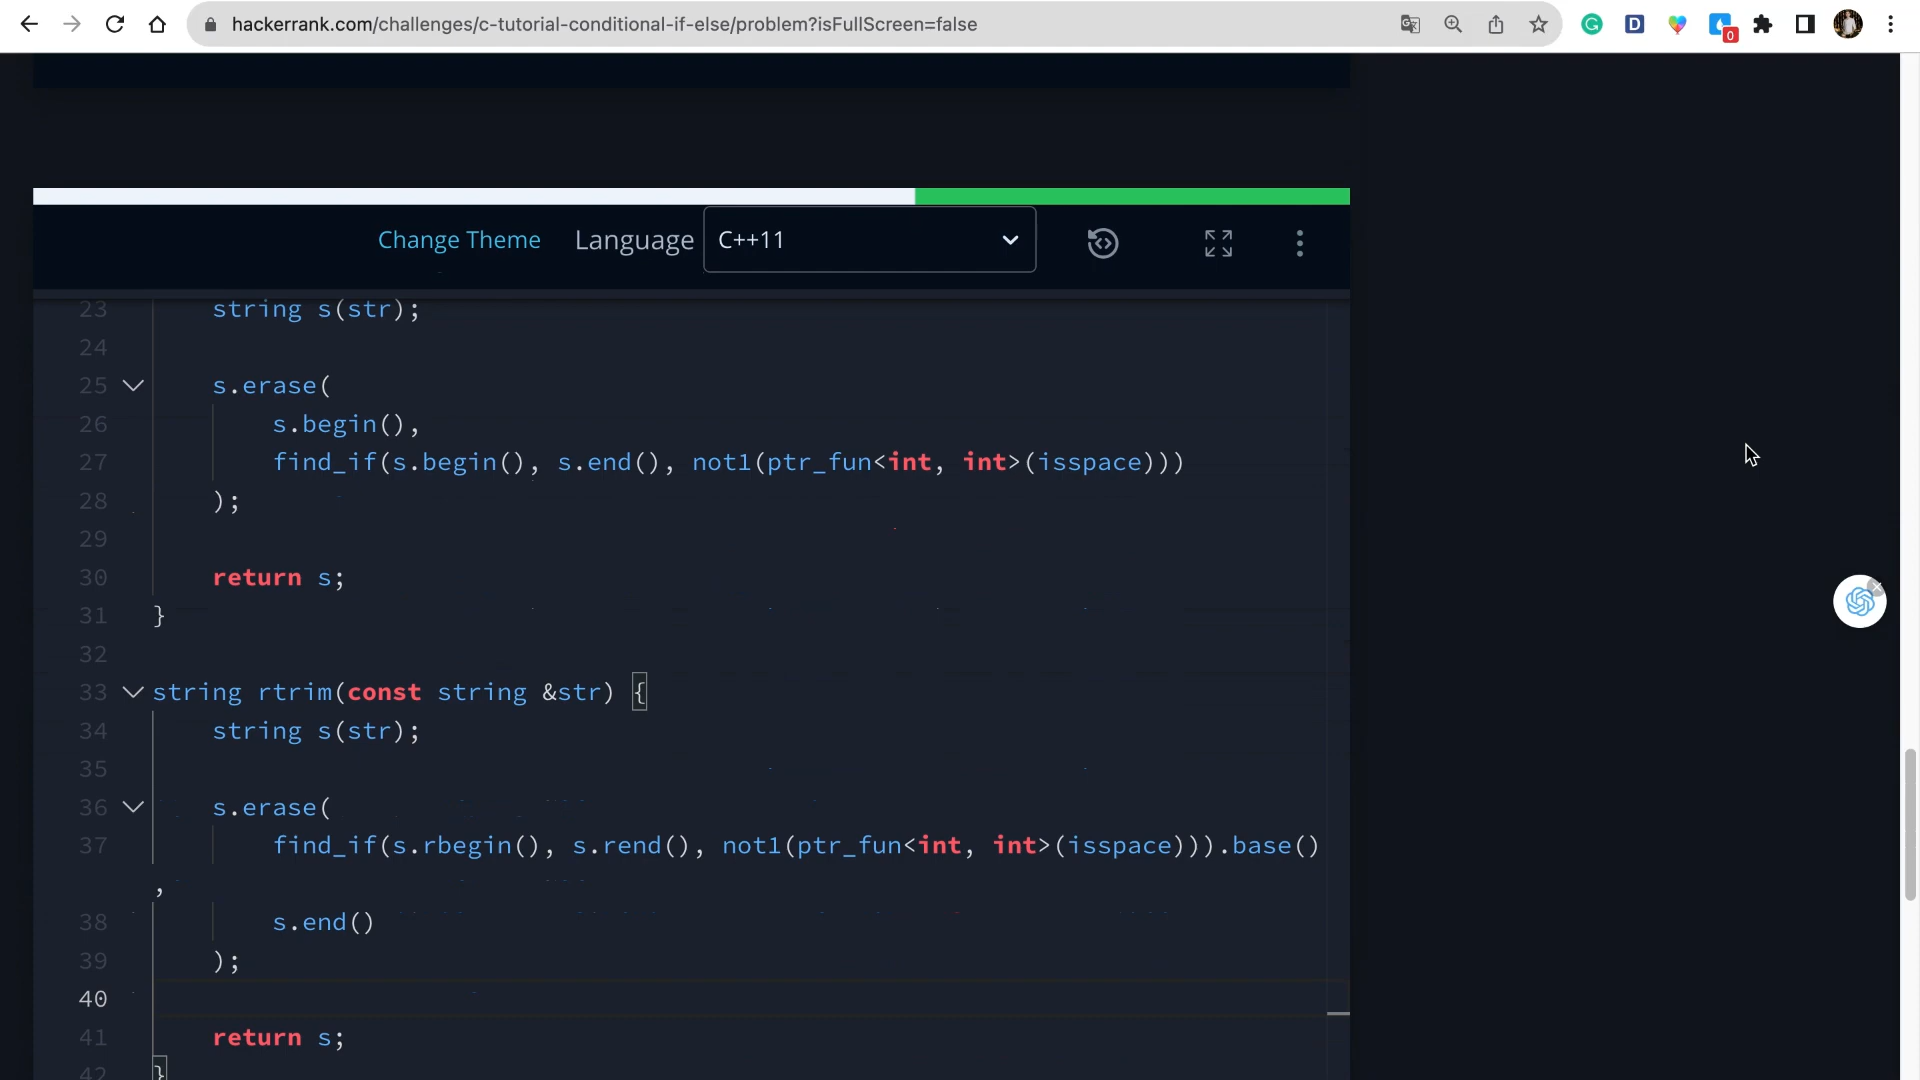 hackerrank.com/challenges/c-tutorial-conditional-if-else/problem?isFullScreen=false
D
0
Change Theme
Language
C++11
23 string s(str);
24
25 s.erase(
26 s.begin(),
27 find_if(s.begin(), s.end(), not1(ptr_fun<int, int>(isspace)))
28 );
29
30 return s;
31 }
32
33 string rtrim(const string &str) {
34 string s(str);
35
36 s.erase(
37 find_if(s.rbegin(), s.rend(), not1(ptr_fun<int, int>(isspace))).base()
,
38 s.end()
39 );
40
41 return s;
42 }